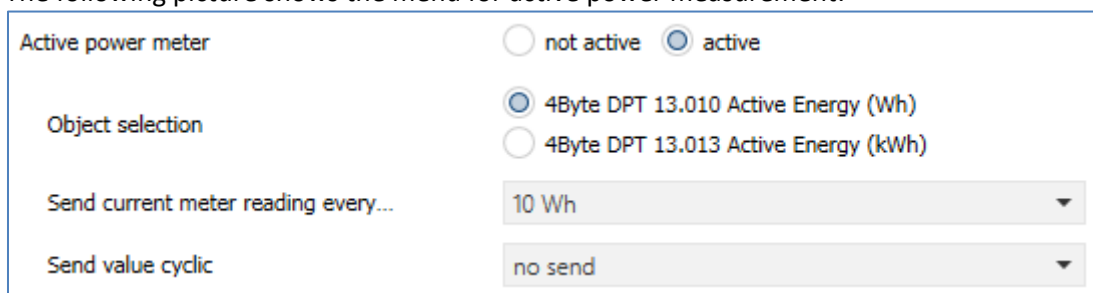 The following picture shows the menu for active power measurement:
Active power meter not active active
Object selection 4Byte DPT 13.010 Active Energy (Wh)
4Byte DPT 13.013 Active Energy (kWh)
Send current meter reading every... 10 Wh
Send value cyclic no send